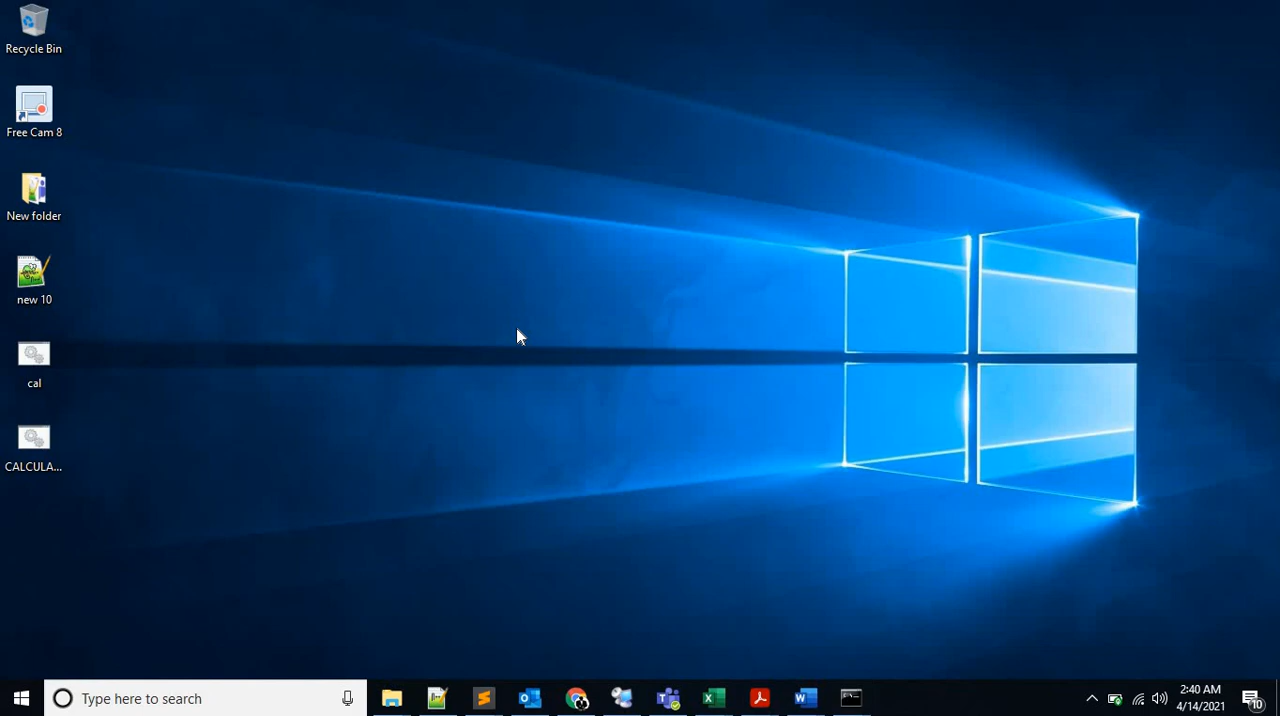 Recycle Bin
Free Cam 8
New folder
new 10
cal
CALCULA...
Type here to search
2:40 AM
4/14/2021
10